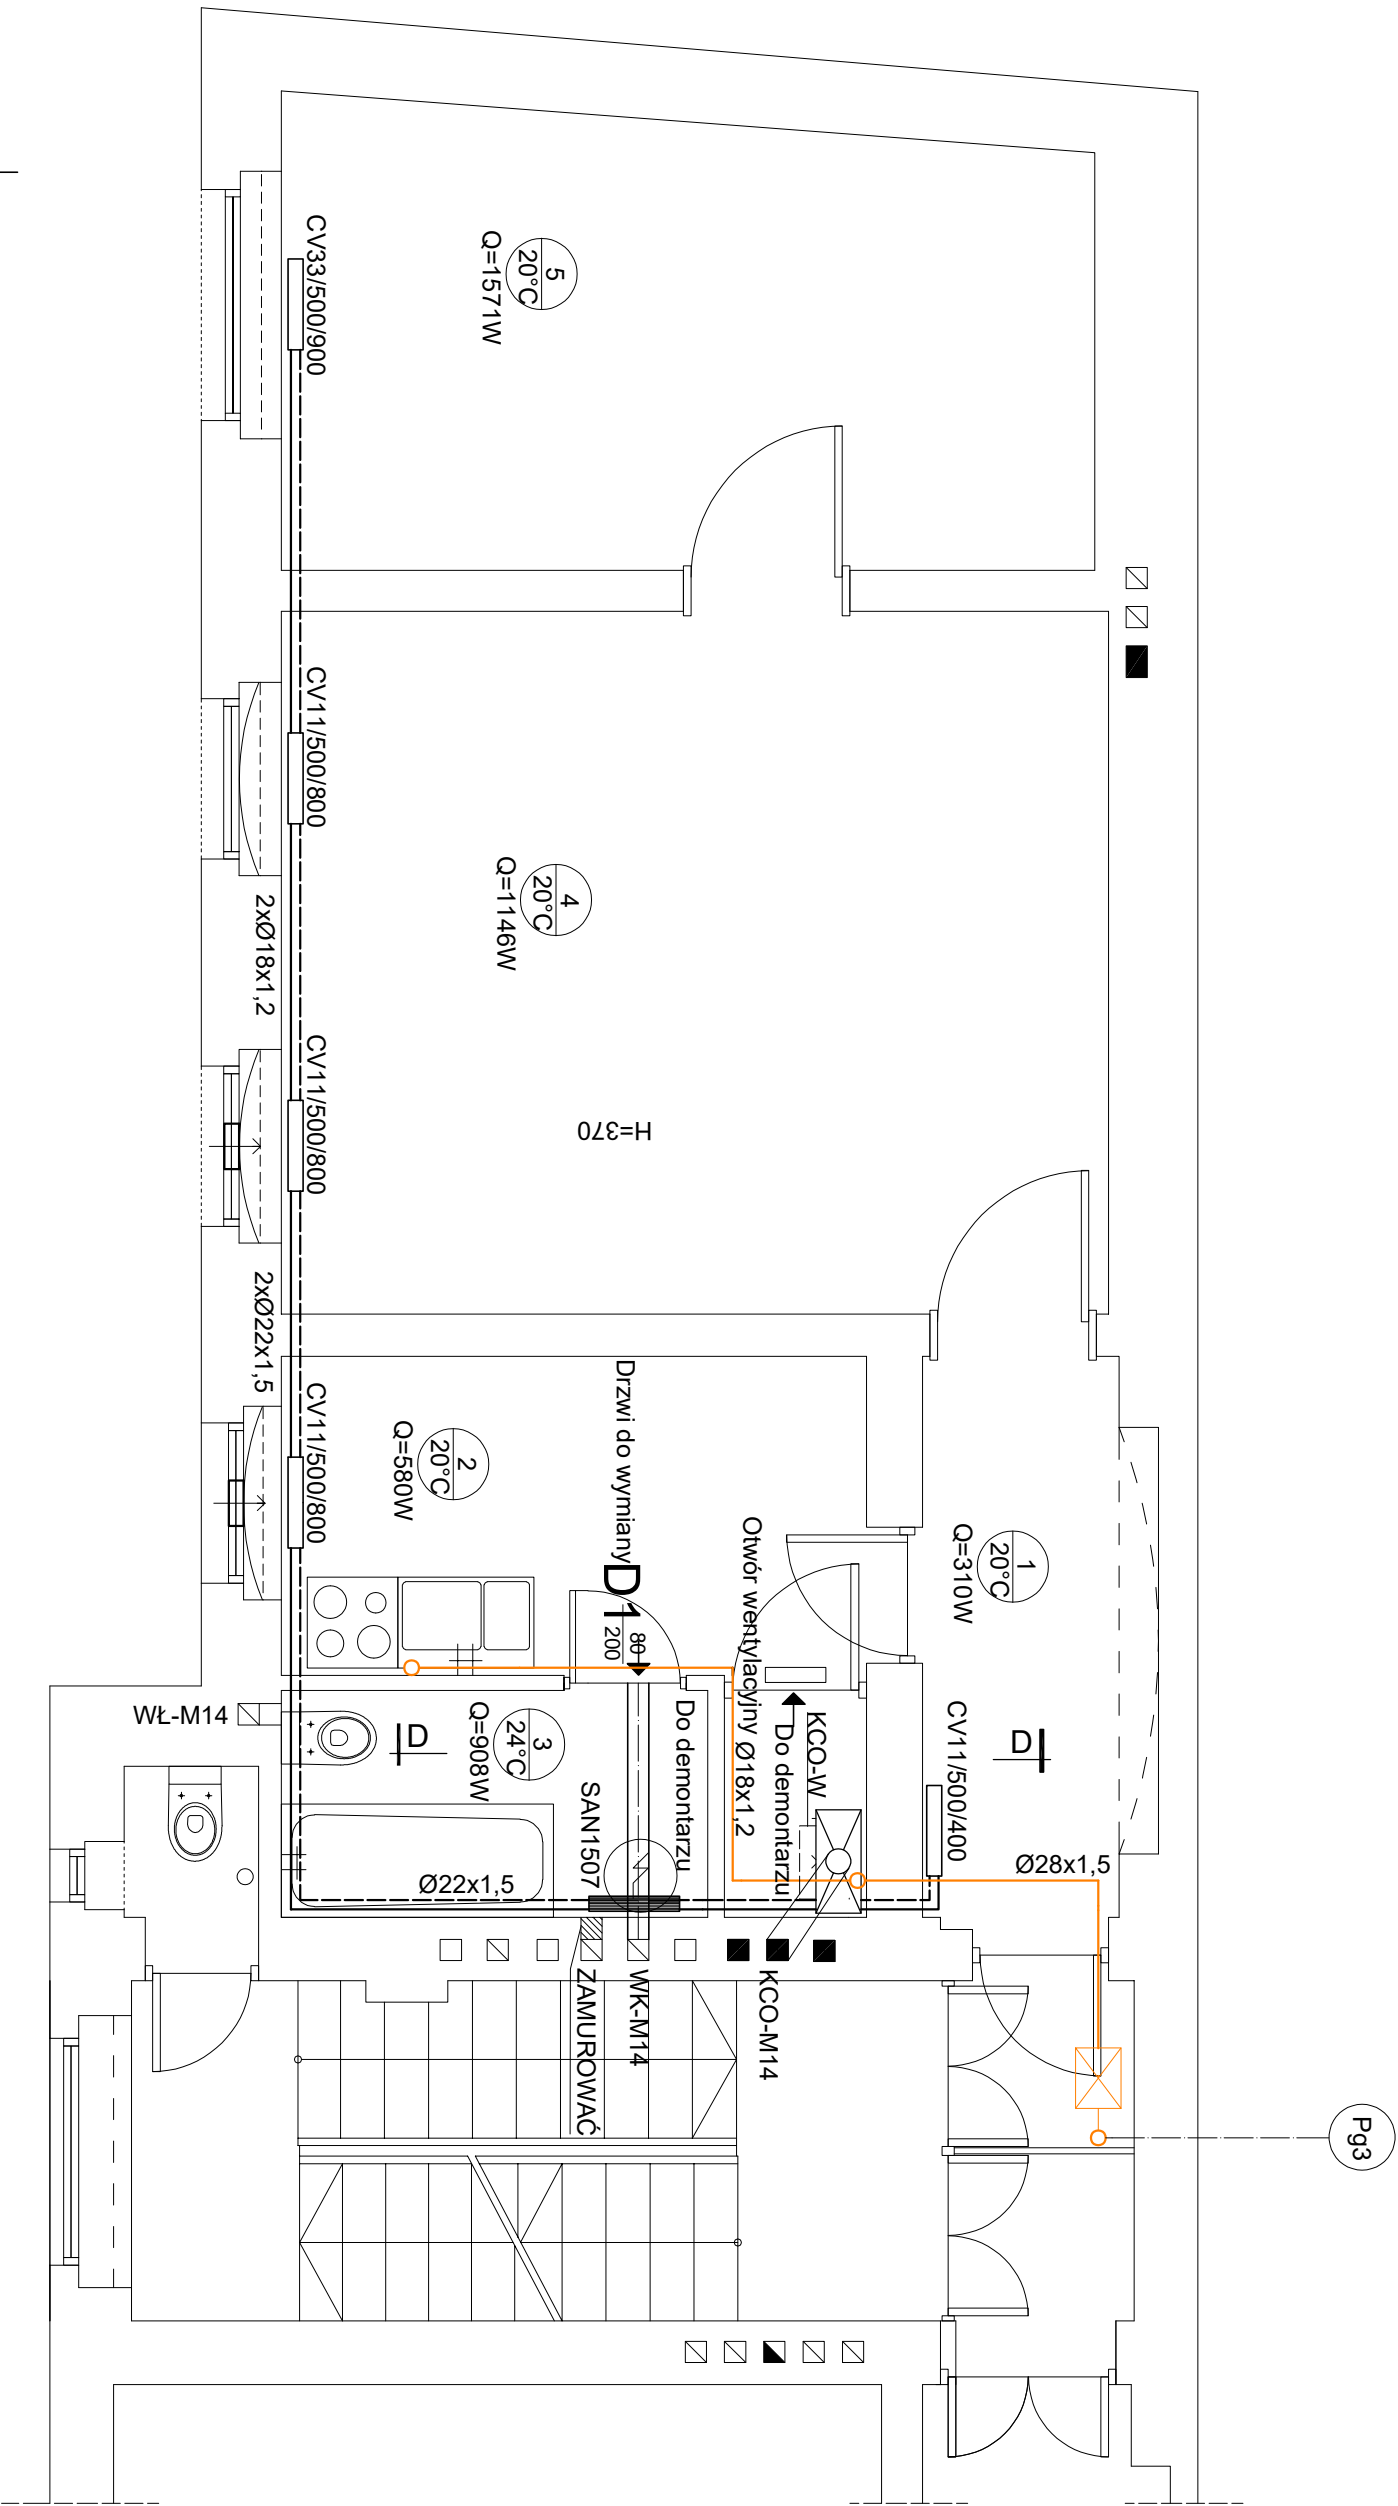 5
20°C
Q=1571W
CV33/500/900
4
20°C
Q=1146W
CV11/500/800
2xØ18x1,2
CV11/500/800
H=370
2xØ22x1,5
CV11/500/800
2
20°C
Q=580W
Drzwi do wymiany
D1
80
200
Otwór wentylacyjny
Ø18x1,2
1
20°C
Q=310W
WŁ-M14
D
3
24°C
Q=908W
SAN1507
Do demontarzu
Do demontarzu
KCO-W
CV11/500/400
D
Ø22x1,5
Ø28x1,5
ZAMUROWAĆ
WK-M14
KCO-M14
Pg3